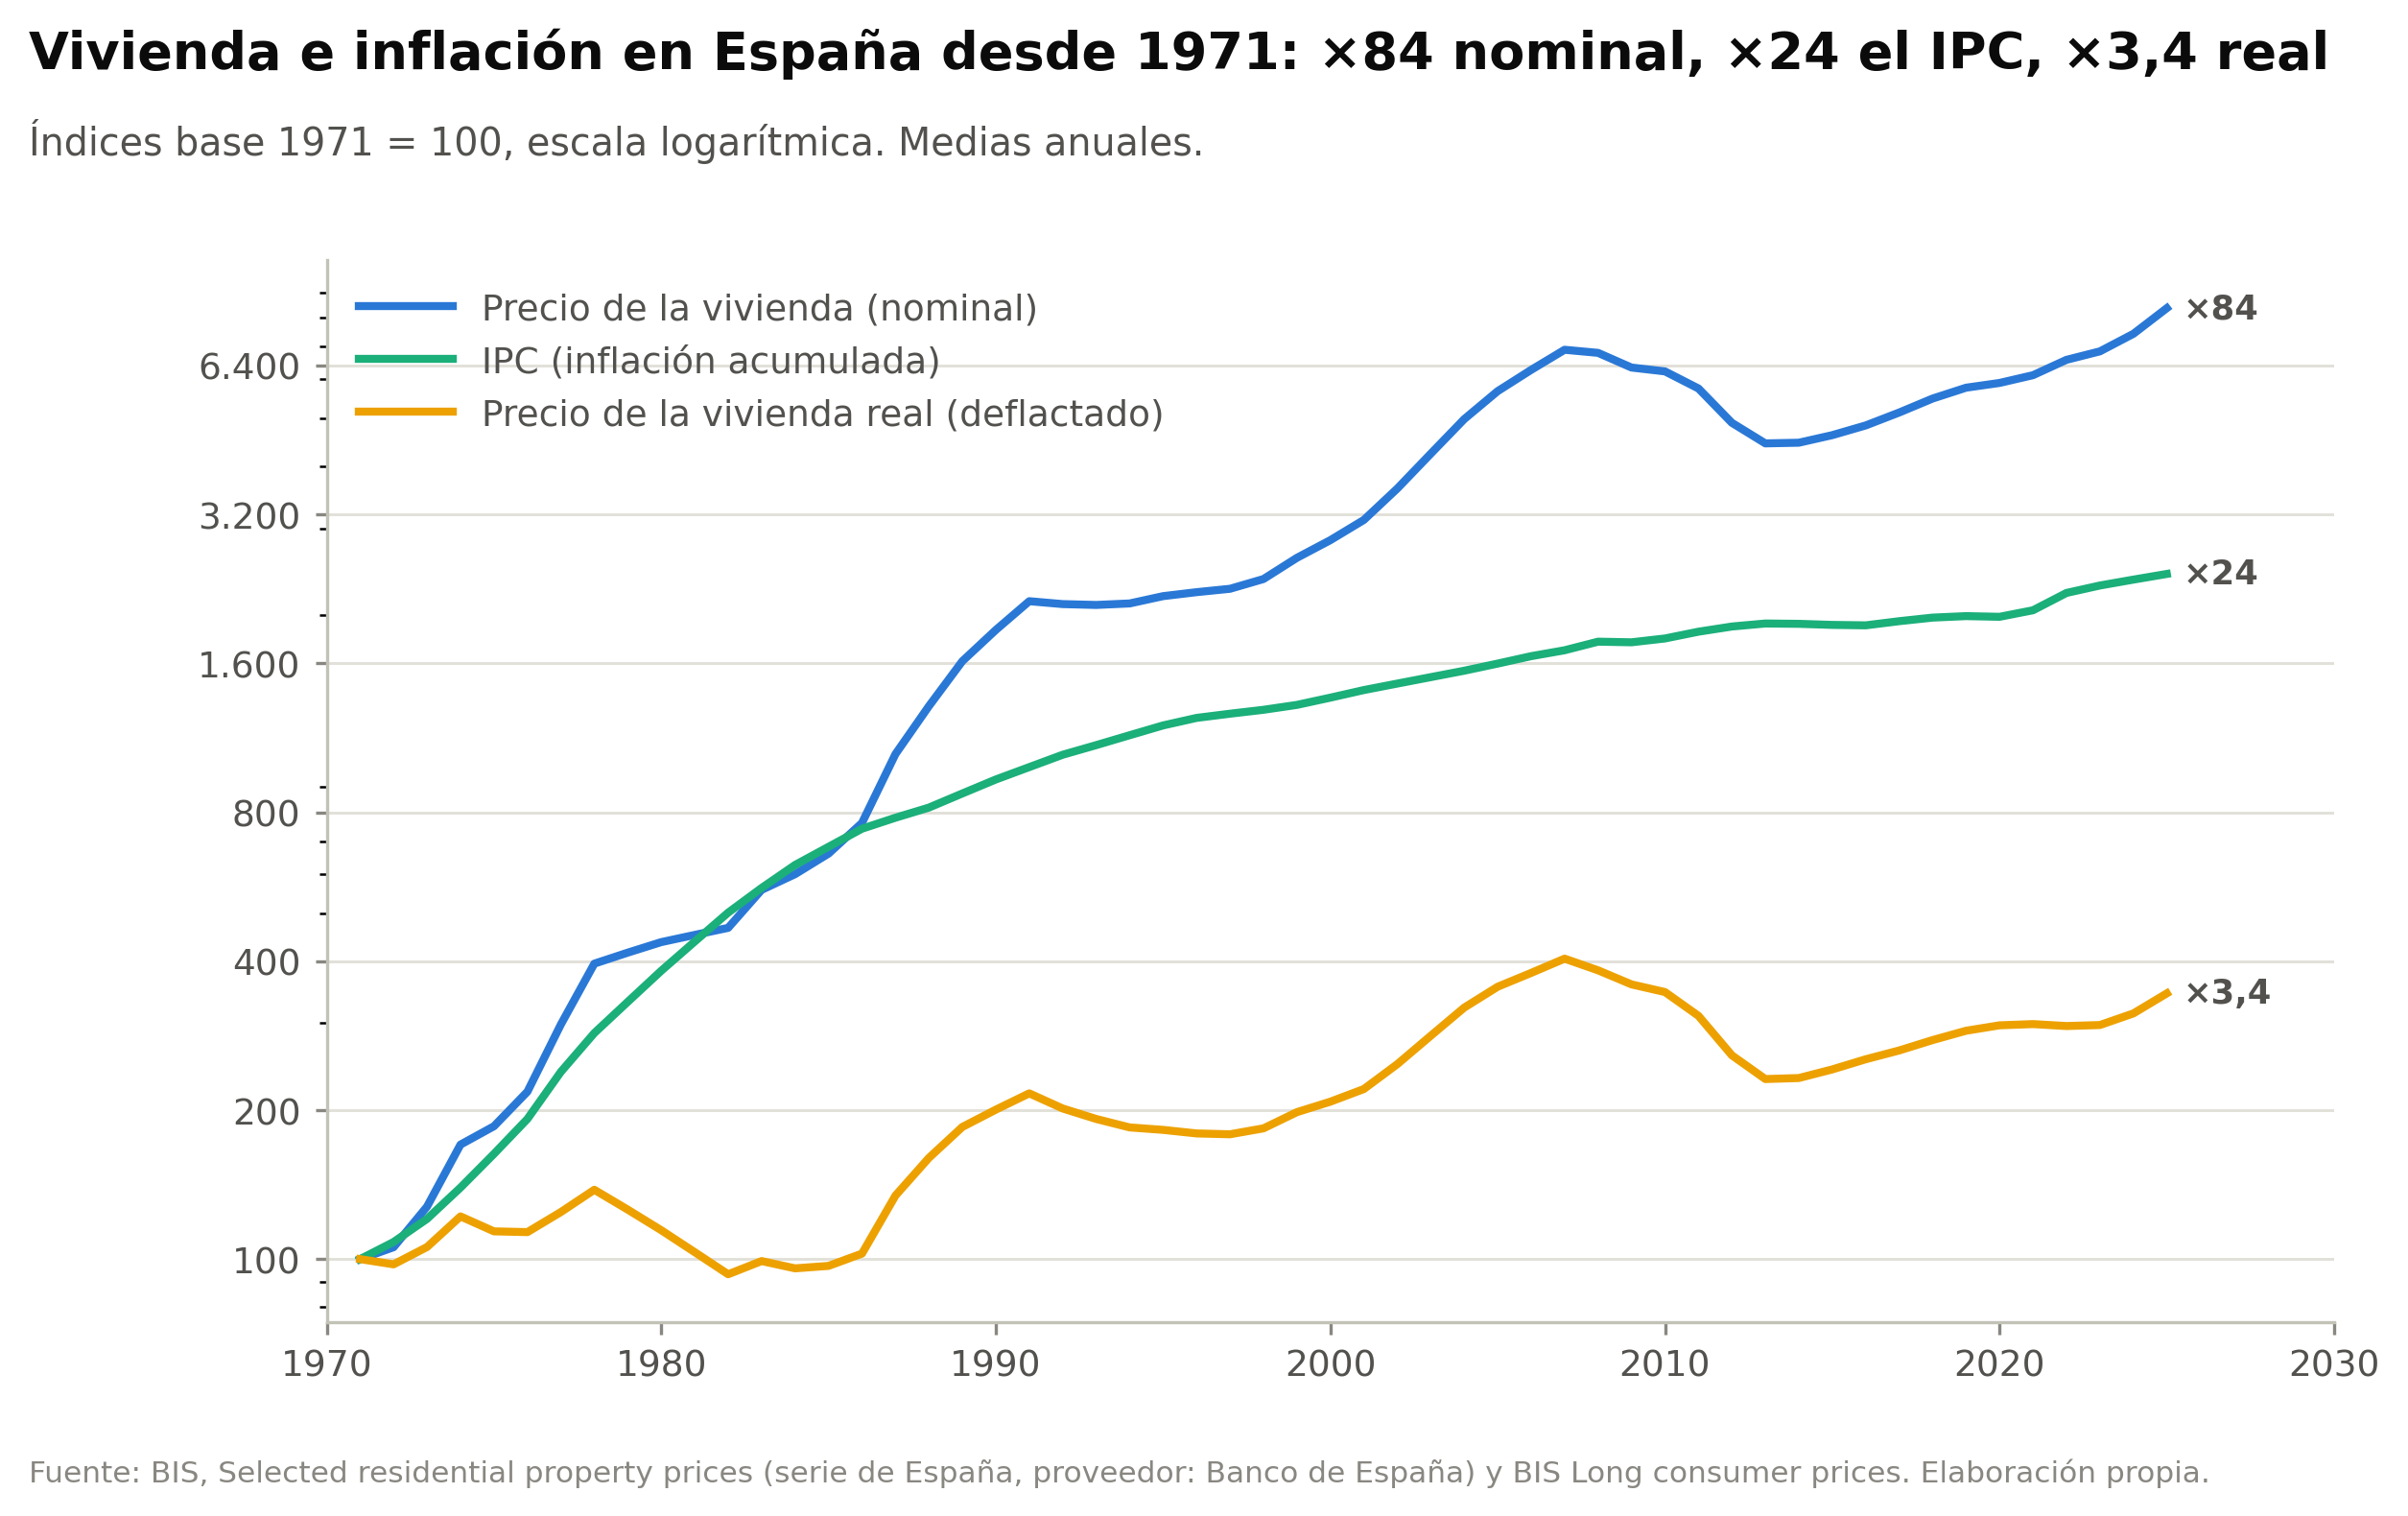 Vivienda e inflación en España desde 1971: ×84 nominal, ×24 el IPC, ×3,4 real
Índices base 1971 = 100, escala logarítmica. Medias anuales.
Precio de la vivienda (nominal)
IPC (inflación acumulada)
Precio de la vivienda real (deflactado)
6.400
3.200
1.600
800
400
200
100
×84
×24
×3,4
1970 1980 1990 2000 2010 2020 2030
Fuente: BIS, Selected residential property prices (serie de España, proveedor: Banco de España) y BIS Long consumer prices. Elaboración propia.